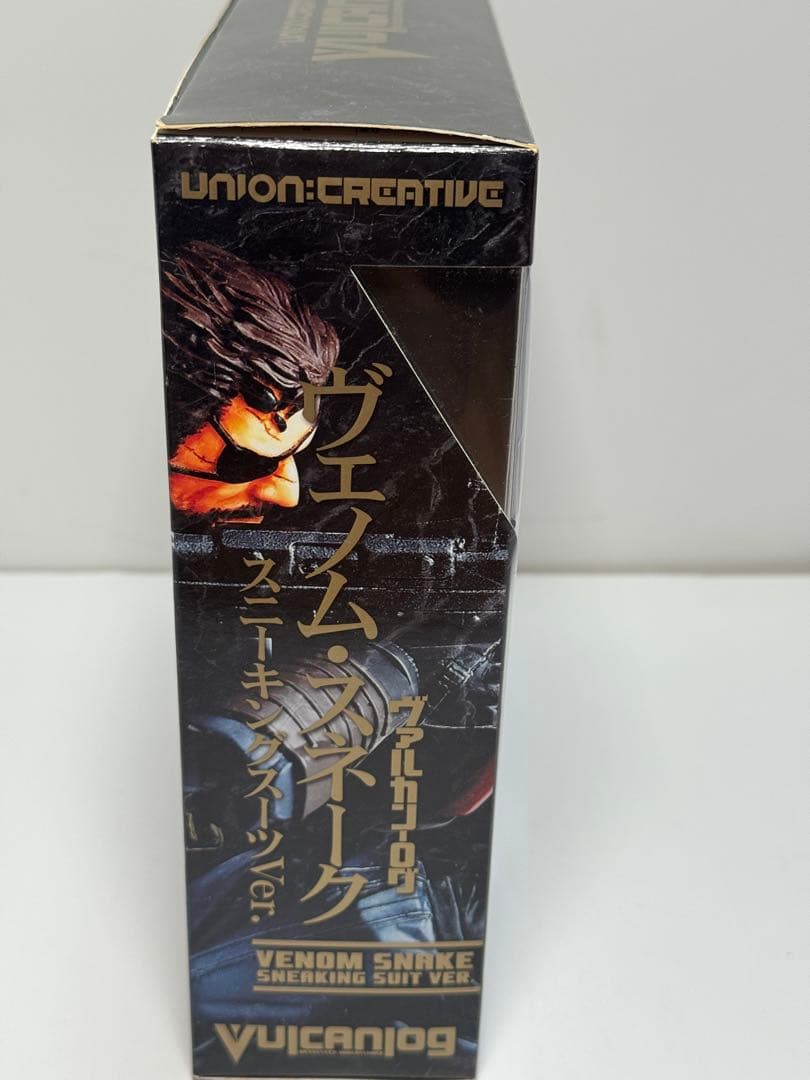 VULCANLOG
UNION:CREATIVE
ヴェノム・スネーク
スニーキングスーツVer.
ヴァルカンログ
VENOM SNAKE
SNEAKING SUIT VER.
Vulcanlog